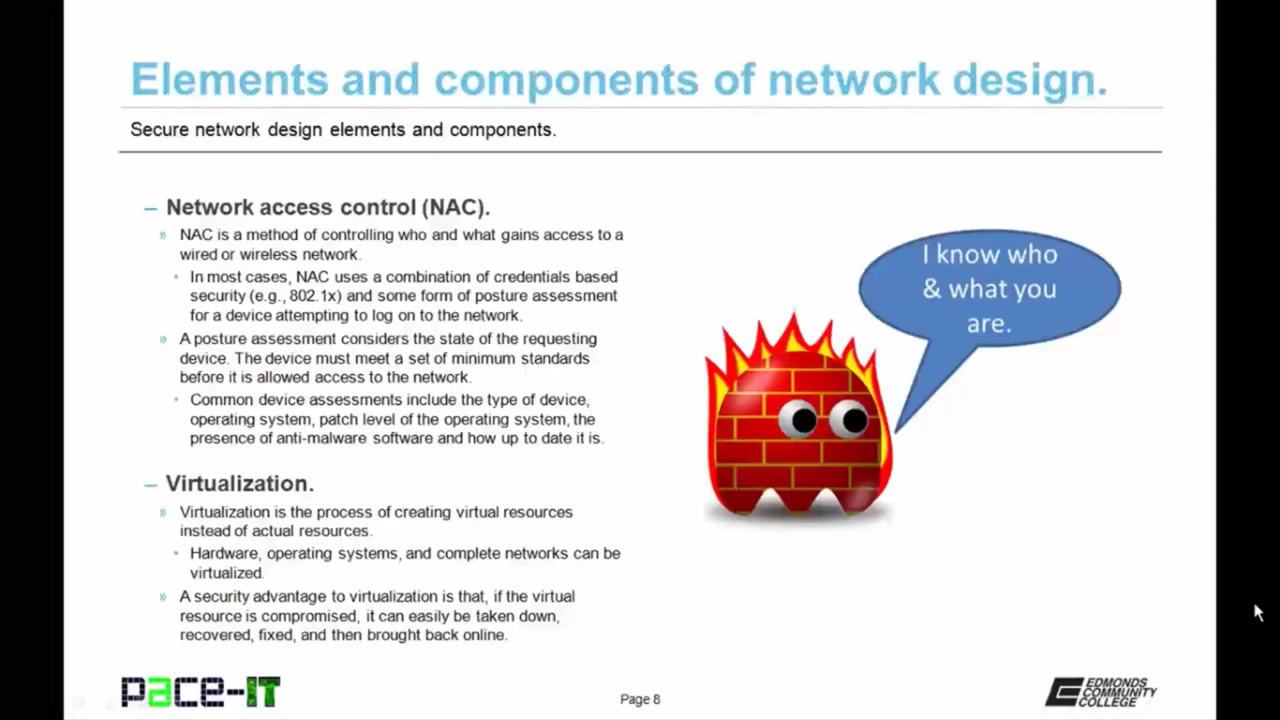 Elements and components of network design.
Secure network design elements and components.
– Network access control (NAC).
» NAC is a method of controlling who and what gains access to a
wired or wireless network.
• In most cases, NAC uses a combination of credentials based
security (e.g., 802.1x) and some form of posture assessment
for a device attempting to log on to the network.
» A posture assessment considers the state of the requesting
device. The device must meet a set of minimum standards
before it is allowed access to the network.
• Common device assessments include the type of device,
operating system, patch level of the operating system, the
presence of anti-malware software and how up to date it is.
– Virtualization.
» Virtualization is the process of creating virtual resources
instead of actual resources.
• Hardware, operating systems, and complete networks can be
virtualized.
» A security advantage to virtualization is that, if the virtual
resource is compromised, it can easily be taken down,
recovered, fixed, and then brought back online.
I know who
& what you
are.
pace-IT
Page 8
EDMONDS
COMMUNITY
COLLEGE